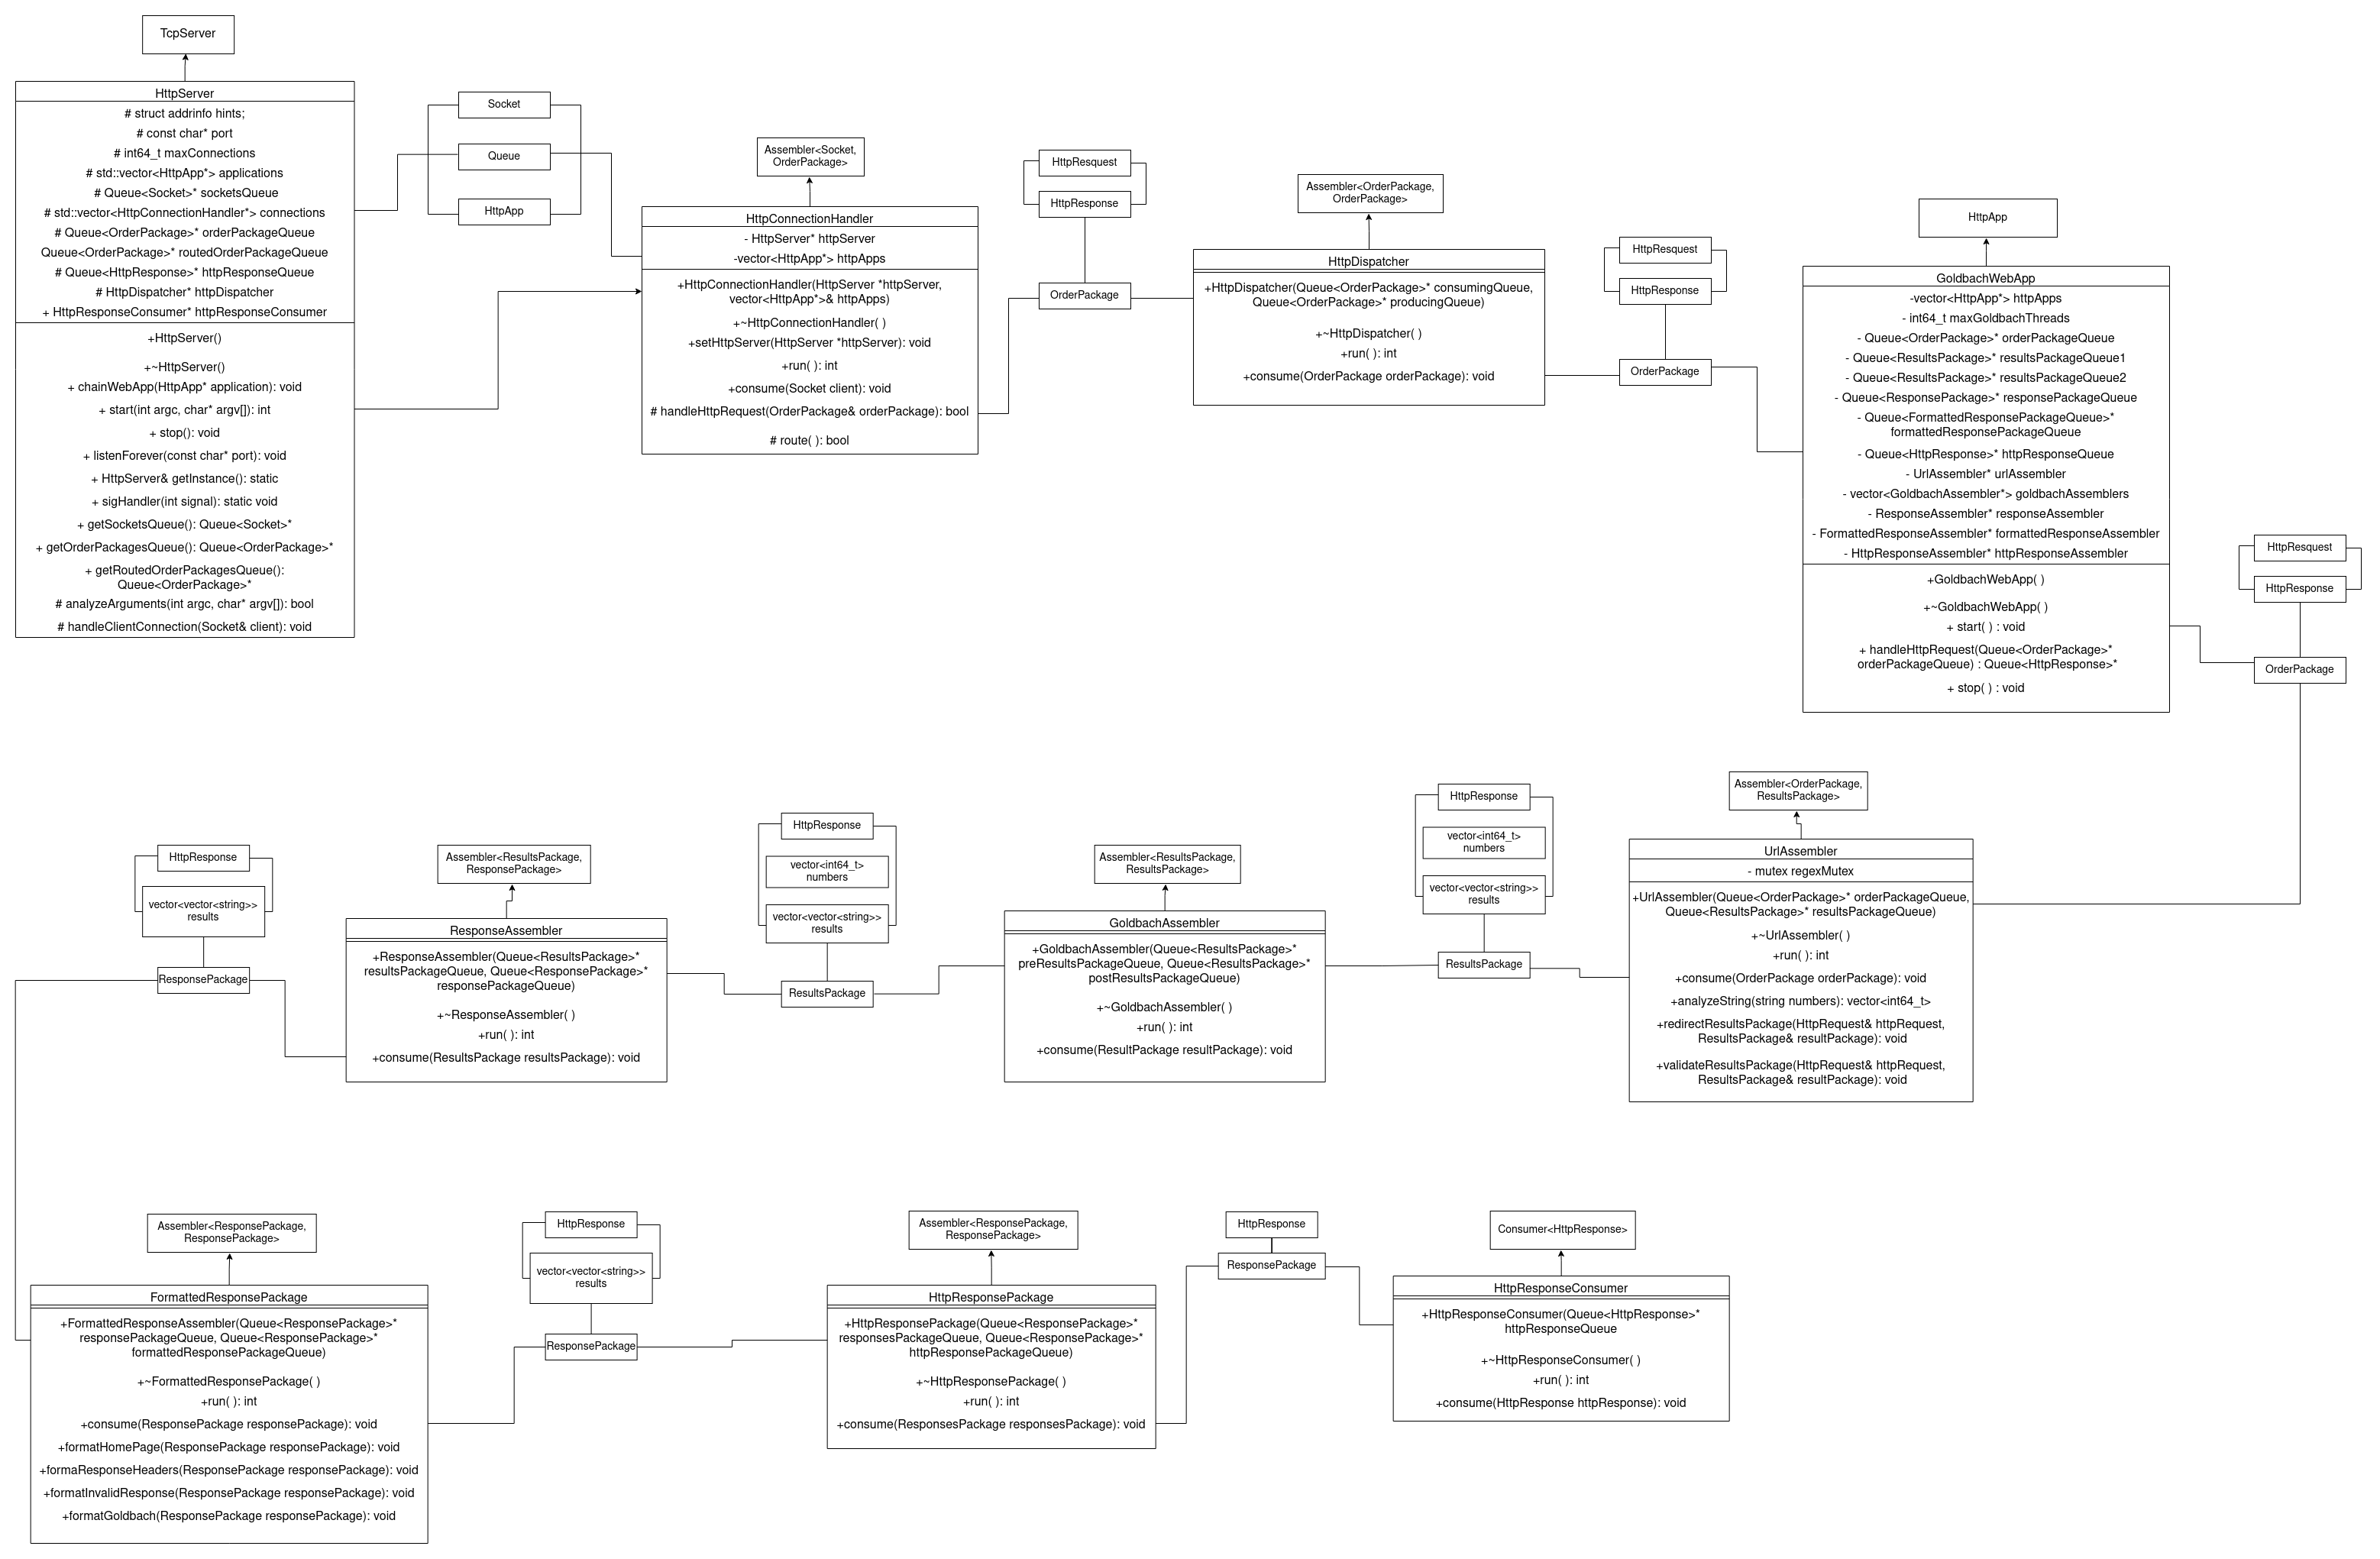 TcpServer
HttpServer
# struct addrinfo hints;
# const char* port
# int64_t maxConnections
# std::vector<HttpApp*> applications
# Queue<Socket>* socketsQueue
# std::vector<HttpConnectionHandler*> connections
# Queue<OrderPackage>* orderPackageQueue
Queue<OrderPackage>* routedOrderPackageQueue
# Queue<HttpResponse>* httpResponseQueue
# HttpDispatcher* httpDispatcher
+ HttpResponseConsumer* httpResponseConsumer
+HttpServer()
+~HttpServer()
+ chainWebApp(HttpApp* application): void
+ start(int argc, char* argv[]): int
+ stop(): void
+ listenForever(const char* port): void
+ HttpServer& getInstance(): static
+ sigHandler(int signal): static void
+ getSocketsQueue(): Queue<Socket>*
+ getOrderPackagesQueue(): Queue<OrderPackage>*
+ getRoutedOrderPackagesQueue():
Queue<OrderPackage>*
# analyzeArguments(int argc, char* argv[]): bool
# handleClientConnection(Socket& client): void
Socket
Queue
HttpApp
Assembler<Socket,
OrderPackage>
HttpConnectionHandler
- HttpServer* httpServer
-vector<HttpApp*> httpApps
+HttpConnectionHandler(HttpServer *httpServer,
vector<HttpApp*>& httpApps)
+~HttpConnectionHandler( )
+setHttpServer(HttpServer *httpServer): void
+run( ): int
+consume(Socket client): void
# handleHttpRequest(OrderPackage& orderPackage): bool
# route( ): bool
HttpResquest
HttpResponse
OrderPackage
Assembler<OrderPackage,
OrderPackage>
HttpDispatcher
+HttpDispatcher(Queue<OrderPackage>* consumingQueue,
Queue<OrderPackage>* producingQueue)
+~HttpDispatcher( )
+run( ): int
+consume(OrderPackage orderPackage): void
HttpResquest
HttpResponse
OrderPackage
HttpApp
GoldbachWebApp
-vector<HttpApp*> httpApps
- int64_t maxGoldbachThreads
- Queue<OrderPackage>* orderPackageQueue
- Queue<ResultsPackage>* resultsPackageQueue1
- Queue<ResultsPackage>* resultsPackageQueue2
- Queue<ResponsePackage>* responsePackageQueue
- Queue<FormattedResponsePackageQueue>*
formattedResponsePackageQueue
- Queue<HttpResponse>* httpResponseQueue
- UrlAssembler* urlAssembler
- vector<GoldbachAssembler*> goldbachAssemblers
- ResponseAssembler* responseAssembler
- FormattedResponseAssembler* formattedResponseAssembler
- HttpResponseAssembler* httpResponseAssembler
+GoldbachWebApp( )
+~GoldbachWebApp( )
+ start( ) : void
+ handleHttpRequest(Queue<OrderPackage>*
orderPackageQueue) : Queue<HttpResponse>*
+ stop( ) : void
HttpResquest
HttpResponse
OrderPackage
HttpResponse
vector<vector<string>>
results
ResponsePackage
Assembler<ResultsPackage,
ResponsePackage>
ResponseAssembler
+ResponseAssembler(Queue<ResultsPackage>*
resultsPackageQueue, Queue<ResponsePackage>*
responsePackageQueue)
+~ResponseAssembler( )
+run( ): int
+consume(ResultsPackage resultsPackage): void
HttpResponse
vector<int64_t>
numbers
vector<vector<string>>
results
ResultsPackage
Assembler<ResultsPackage,
ResultsPackage>
GoldbachAssembler
+GoldbachAssembler(Queue<ResultsPackage>*
preResultsPackageQueue, Queue<ResultsPackage>*
postResultsPackageQueue)
+~GoldbachAssembler( )
+run( ): int
+consume(ResultPackage resultPackage): void
HttpResponse
vector<int64_t>
numbers
vector<vector<string>>
results
ResultsPackage
Assembler<OrderPackage,
ResultsPackage>
UrlAssembler
- mutex regexMutex
+UrlAssembler(Queue<OrderPackage>* orderPackageQueue,
Queue<ResultsPackage>* resultsPackageQueue)
+~UrlAssembler( )
+run( ): int
+consume(OrderPackage orderPackage): void
+analyzeString(string numbers): vector<int64_t>
+redirectResultsPackage(HttpRequest& httpRequest,
ResultsPackage& resultPackage): void
+validateResultsPackage(HttpRequest& httpRequest,
ResultsPackage& resultPackage): void
Assembler<ResponsePackage,
ResponsePackage>
FormattedResponsePackage
+FormattedResponseAssembler(Queue<ResponsePackage>*
responsePackageQueue, Queue<ResponsePackage>*
formattedResponsePackageQueue)
+~FormattedResponsePackage( )
+run( ): int
+consume(ResponsePackage responsePackage): void
+formatHomePage(ResponsePackage responsePackage): void
+formaResponseHeaders(ResponsePackage responsePackage): void
+formatInvalidResponse(ResponsePackage responsePackage): void
+formatGoldbach(ResponsePackage responsePackage): void
HttpResponse
vector<vector<string>>
results
ResponsePackage
Assembler<ResponsePackage,
ResponsePackage>
HttpResponsePackage
+HttpResponsePackage(Queue<ResponsePackage>*
responsesPackageQueue, Queue<ResponsePackage>*
httpResponsePackageQueue)
+~HttpResponsePackage( )
+run( ): int
+consume(ResponsesPackage responsesPackage): void
HttpResponse
ResponsePackage
Consumer<HttpResponse>
HttpResponseConsumer
+HttpResponseConsumer(Queue<HttpResponse>*
httpResponseQueue
+~HttpResponseConsumer( )
+run( ): int
+consume(HttpResponse httpResponse): void